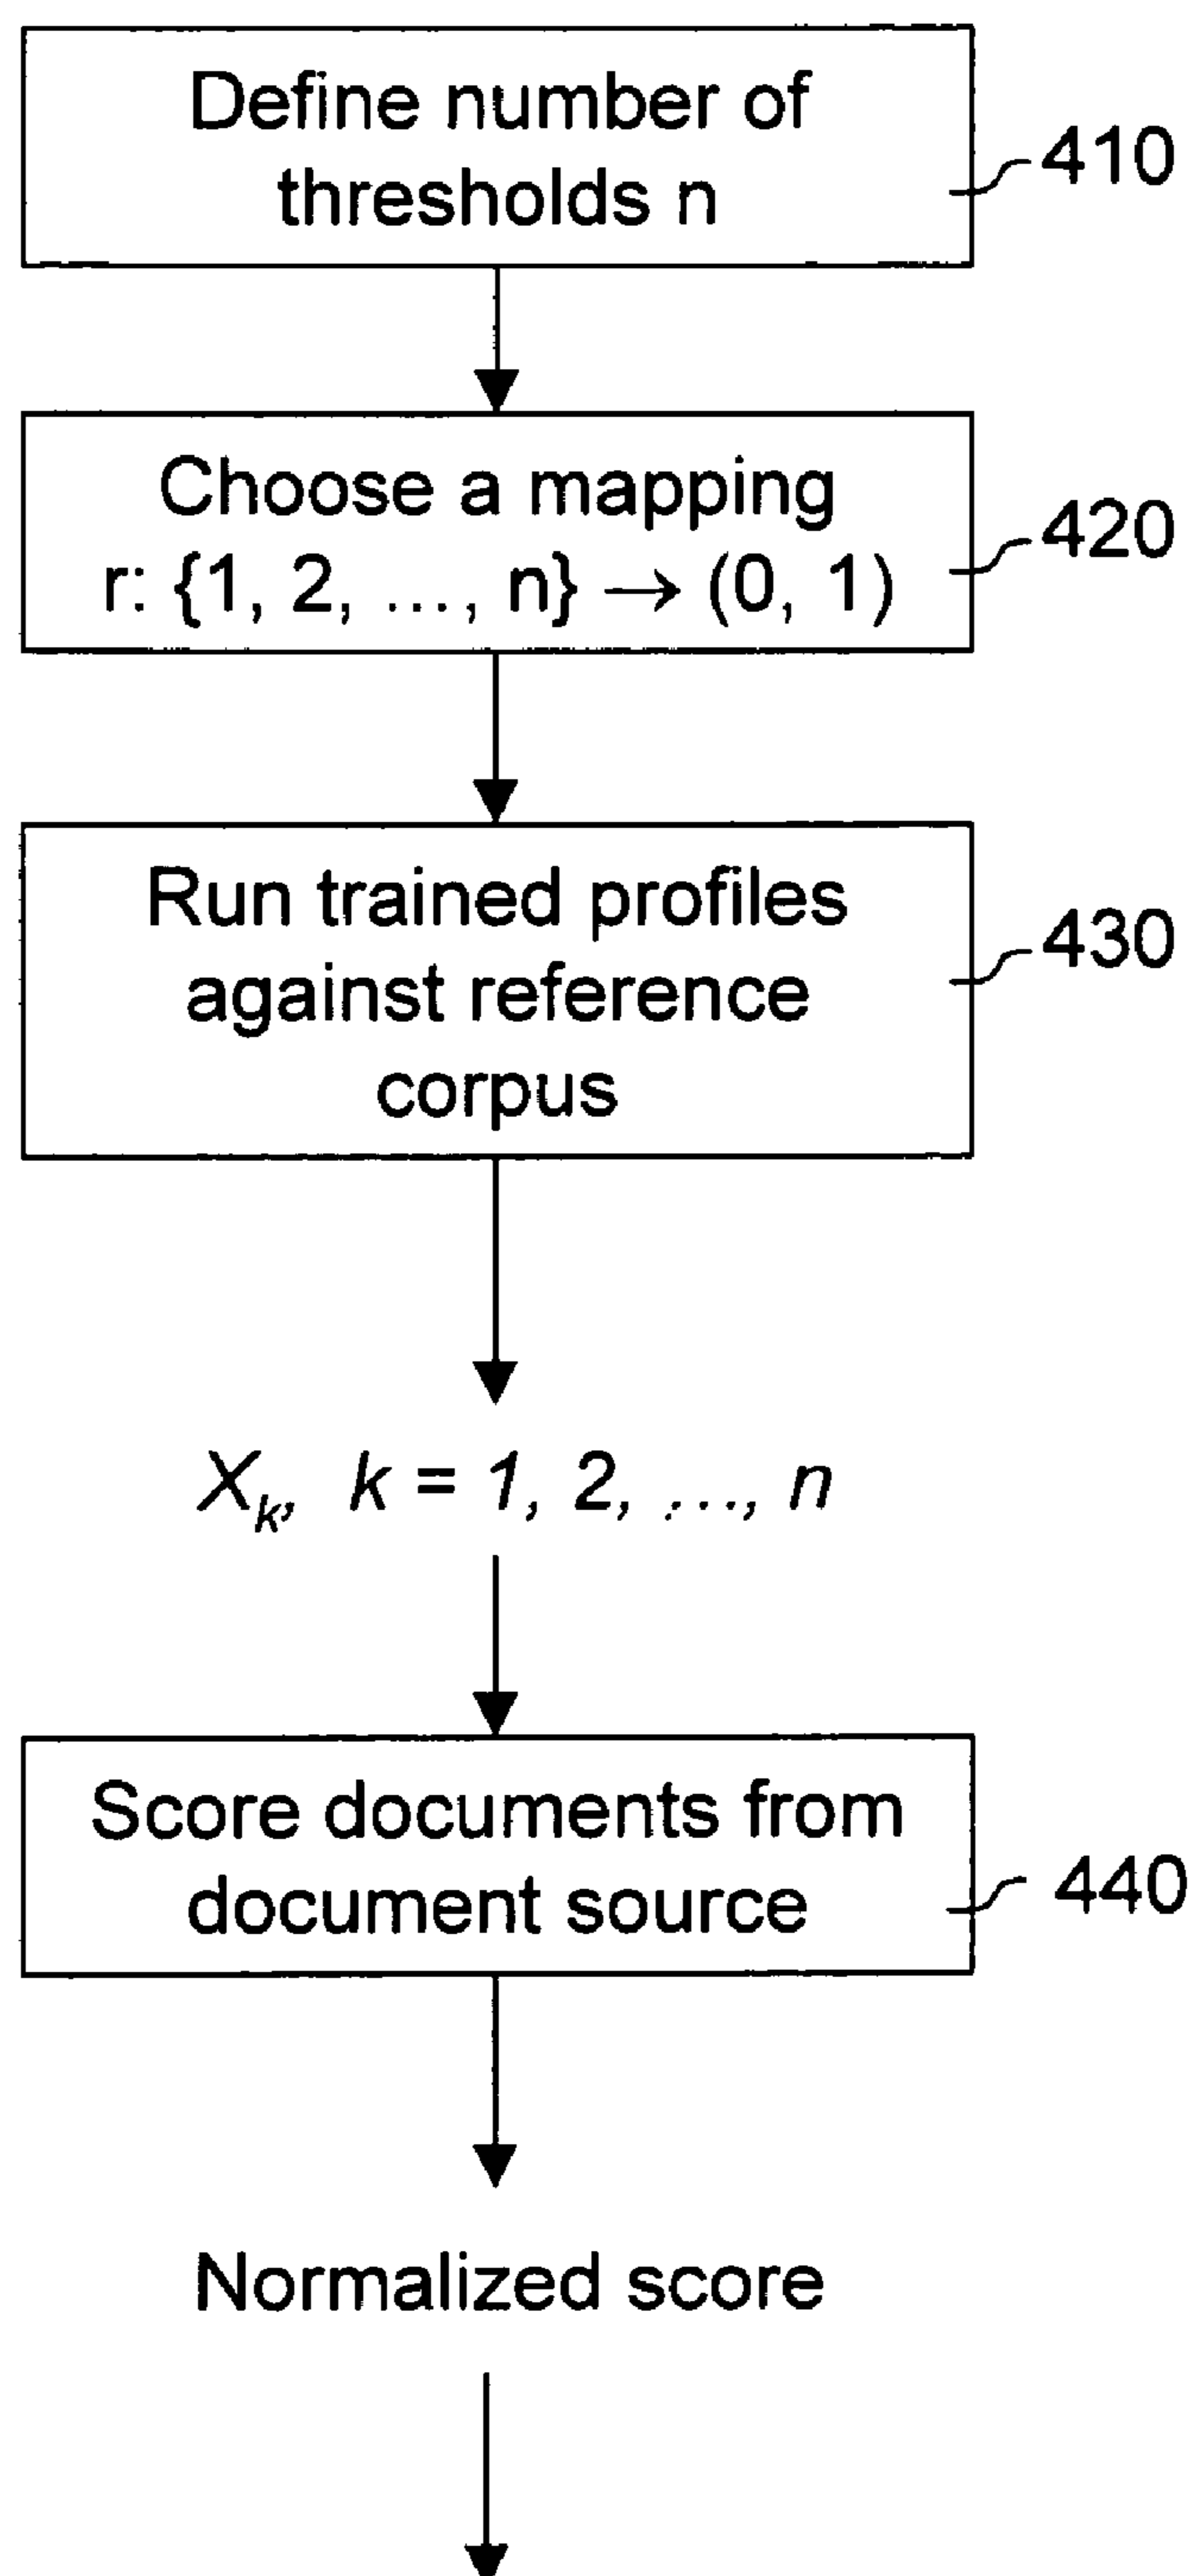 Define number of
thresholds n
410
Choose a mapping
r: {1, 2, ..., n} → (0, 1)
420
Run trained profiles
against reference
corpus
430
Xk, k = 1, 2, ..., n
Score documents from
document source
440
Normalized score